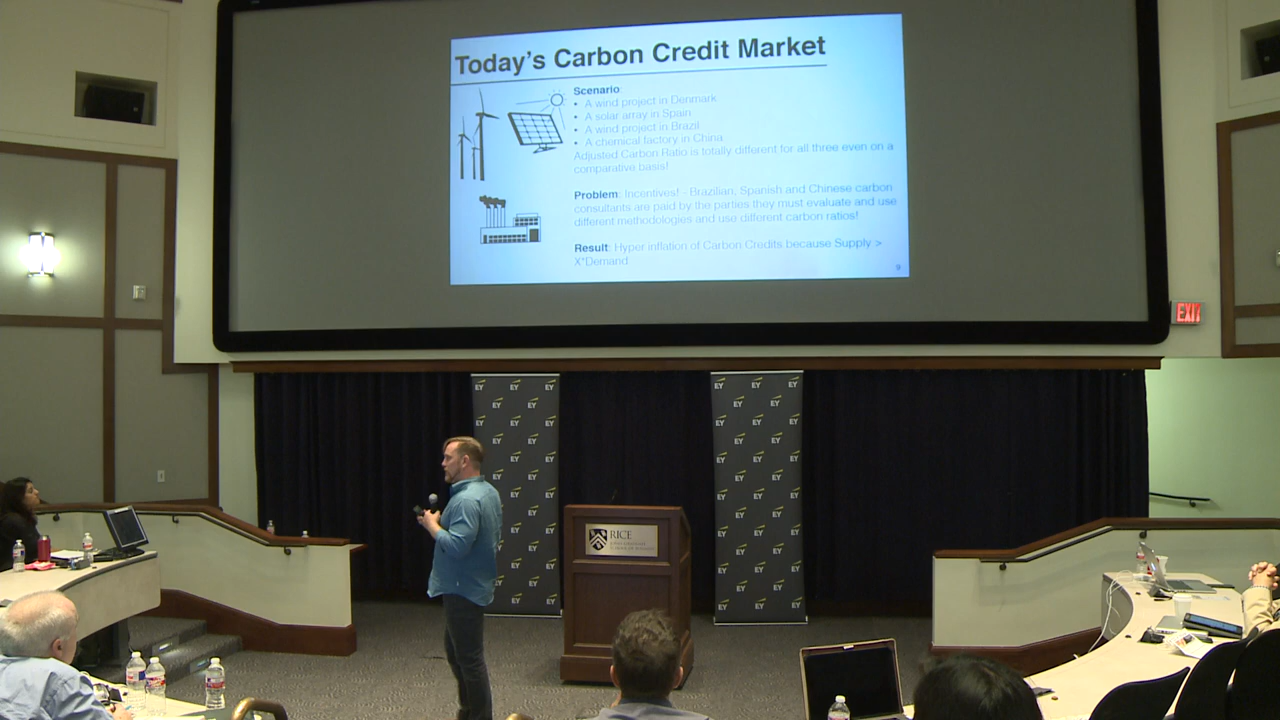 Today's Carbon Credit Market
Scenario:
• A wind project in Denmark
• A solar array in Spain
• A wind project in Brazil
• A chemical factory in China
Adjusted Carbon Ratio is totally different for all three even on a
comparative basis!
Problem: Incentives! - Brazilian, Spanish and Chinese carbon
consultants are paid by the parties they must evaluate and use
different methodologies and use different carbon ratios!
Result: Hyper inflation of Carbon Credits because Supply >
X*Demand
9
EXIT
EY
EY
RICE